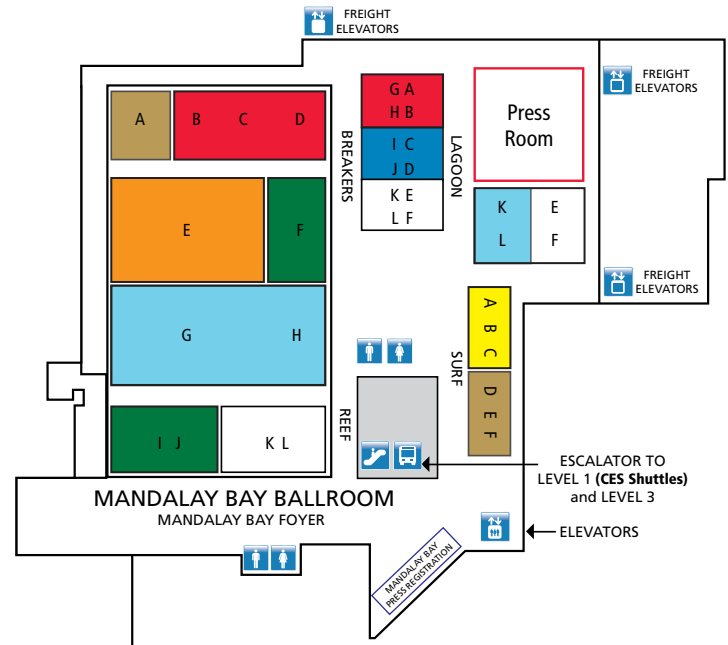 FREIGHT
ELEVATORS
FREIGHT
ELEVATORS
A B C D
G A
H B
I C
J D
K E
L F
BREAKERS
LAGOON
Press
Room
E F
K E
L F
FREIGHT
ELEVATORS
G H
A B C
SURF
D E F
I J K L
REEF
ESCALATOR TO
LEVEL 1 (CES Shuttles)
and LEVEL 3
MANDALAY BAY BALLROOM
MANDALAY BAY FOYER
ELEVATORS
MANDALAY BAY
PRESS REGISTRATION